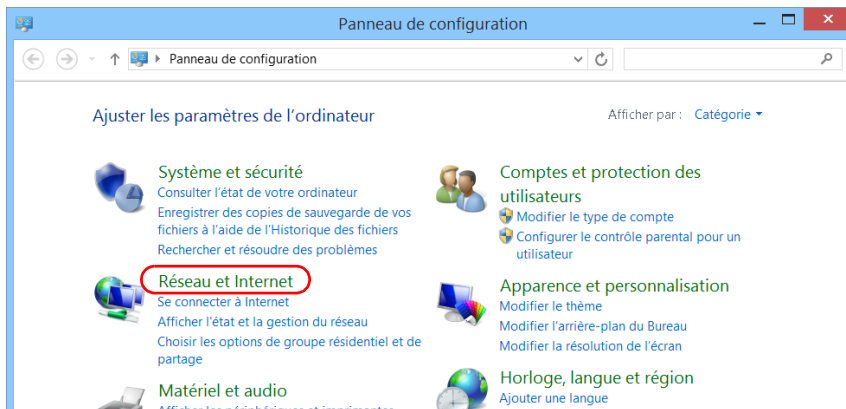 Panneau de configuration
Panneau de configuration
Ajuster les paramètres de l'ordinateur
Afficher par : Catégorie
Système et sécurité
Consulter l'état de votre ordinateur
Enregistrer des copies de sauvegarde de vos
fichiers à l'aide de l'Historique des fichiers
Rechercher et résoudre des problèmes
Réseau et Internet
Se connecter à Internet
Afficher l'état et la gestion du réseau
Choisir les options de groupe résidentiel et de
partage
Matériel et audio
Afficher les périphériques et imprimantes
Comptes et protection des
utilisateurs
Modifier le type de compte
Configurer le contrôle parental pour un
utilisateur
Apparence et personnalisation
Modifier le thème
Modifier l'arrière-plan du Bureau
Modifier la résolution de l'écran
Horloge, langue et région
Ajouter une langue